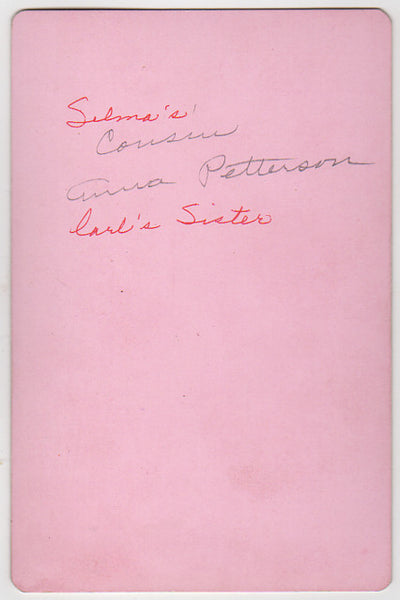 Selma's
Cousin
Anna Petterson
Carl's Sister